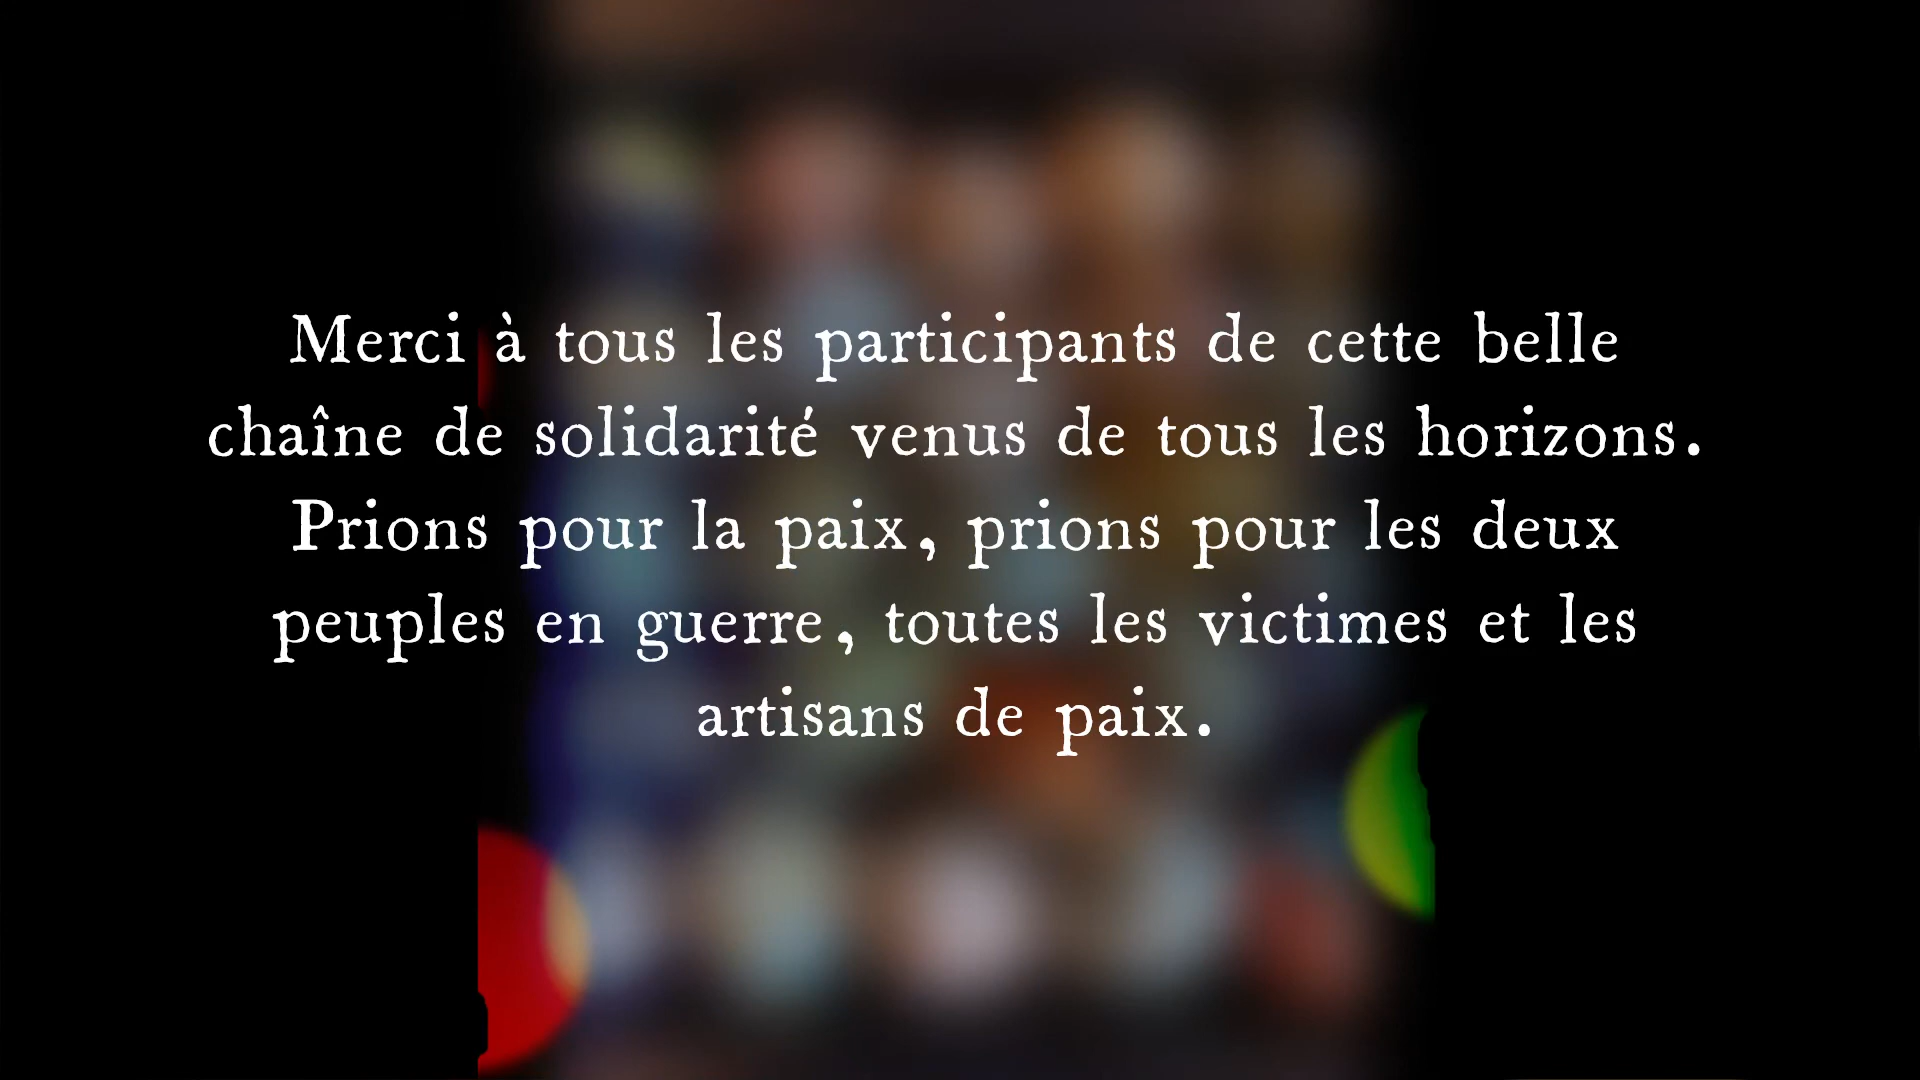 Merci à tous les participants de cette belle
chaîne de solidarité venus de tous les horizons.
Prions pour la paix, prions pour les deux
peuples en guerre, toutes les victimes et les
artisans de paix.